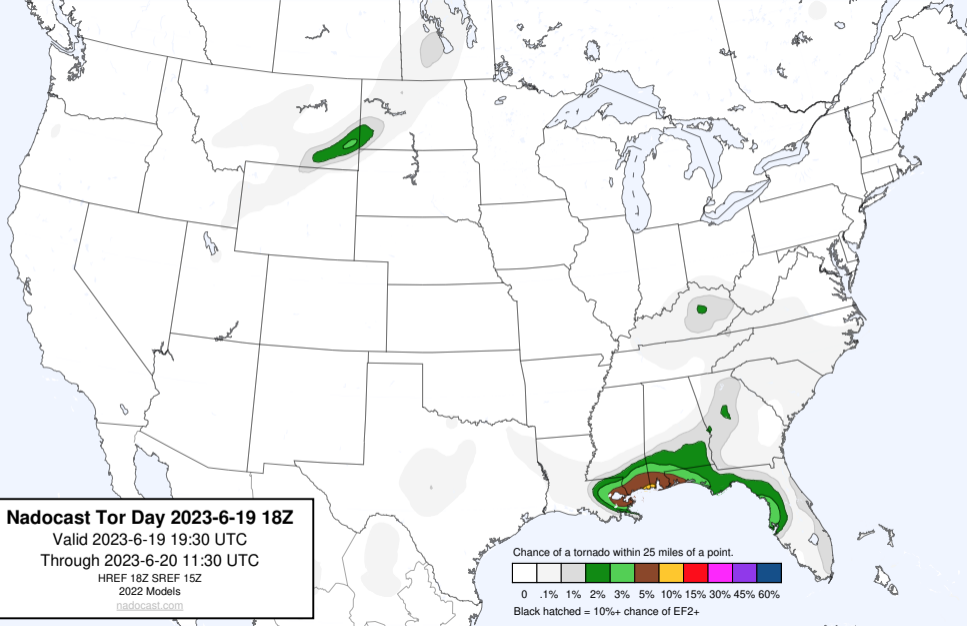 Nadocast Tor Day 2023-6-19 18Z
Valid 2023-6-19 19:30 UTC
Through 2023-6-20 11:30 UTC
HREF 18Z SREF 15Z
2022 Models
nadocast.com
Chance of a tornado within 25 miles of a point.
0 .1% 1% 2% 3% 5% 10% 15% 30% 45% 60%
Black hatched = 10%+ chance of EF2+